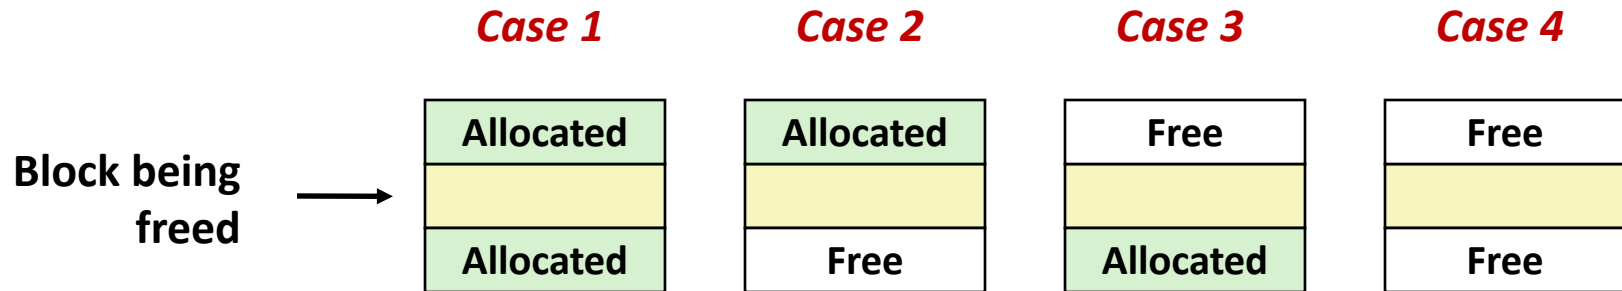 Case 1 Case 2 Case 3 Case 4
Allocated Allocated Free Free
Block being
freed
Allocated Free Allocated Free